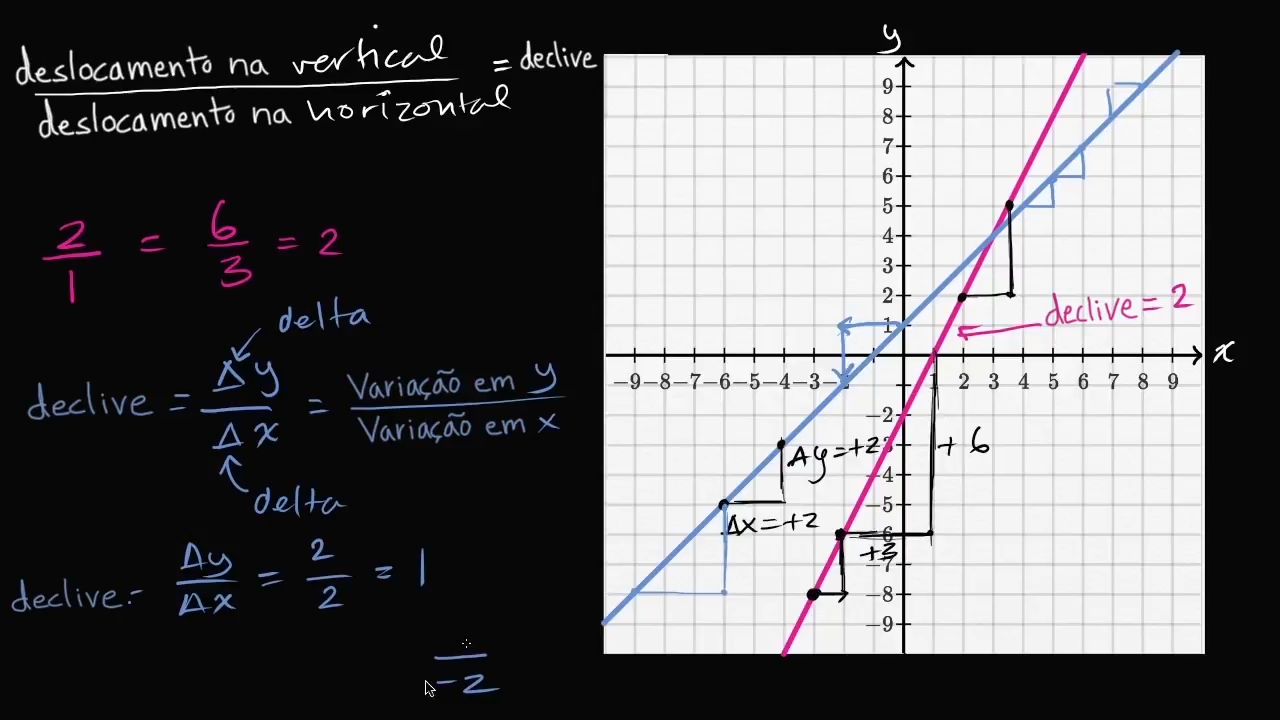 deslocamento na vertical
deslocamento na horizontal
= declive
2/1 = 6/3 = 2
delta
declive = Δy/Δx = Variação em y/Variação em x
delta
declive = Δy/Δx = 2/2 = 1
-2
y
9
8
7
6
5
4
3
2
1
declive = 2
x
-9 -8 -7 -6 -5 -4 -3 -2 1 2 3 4 5 6 7 8 9
-2
-3
Δy=+2
+6
-4
-5
Δx=+2
-6
+3
-7
-8
-9